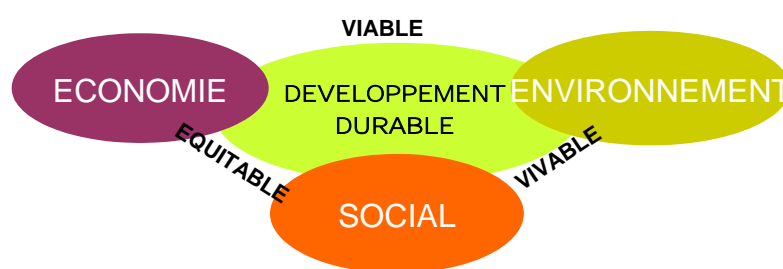 VIABLE
ECONOMIE
DEVELOPPEMENT
DURABLE
ENVIRONNEMENT
EQUITABLE
VIVABLE
SOCIAL